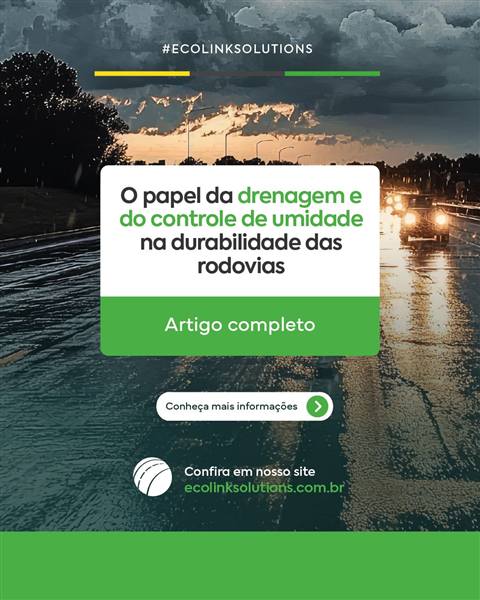 #ECOLINKSOLUTIONS
O papel da drenagem e
do controle de umidade
na durabilidade das
rodovias
Artigo completo
Conheça mais informações
Confira em nosso site
ecolinksolutions.com.br